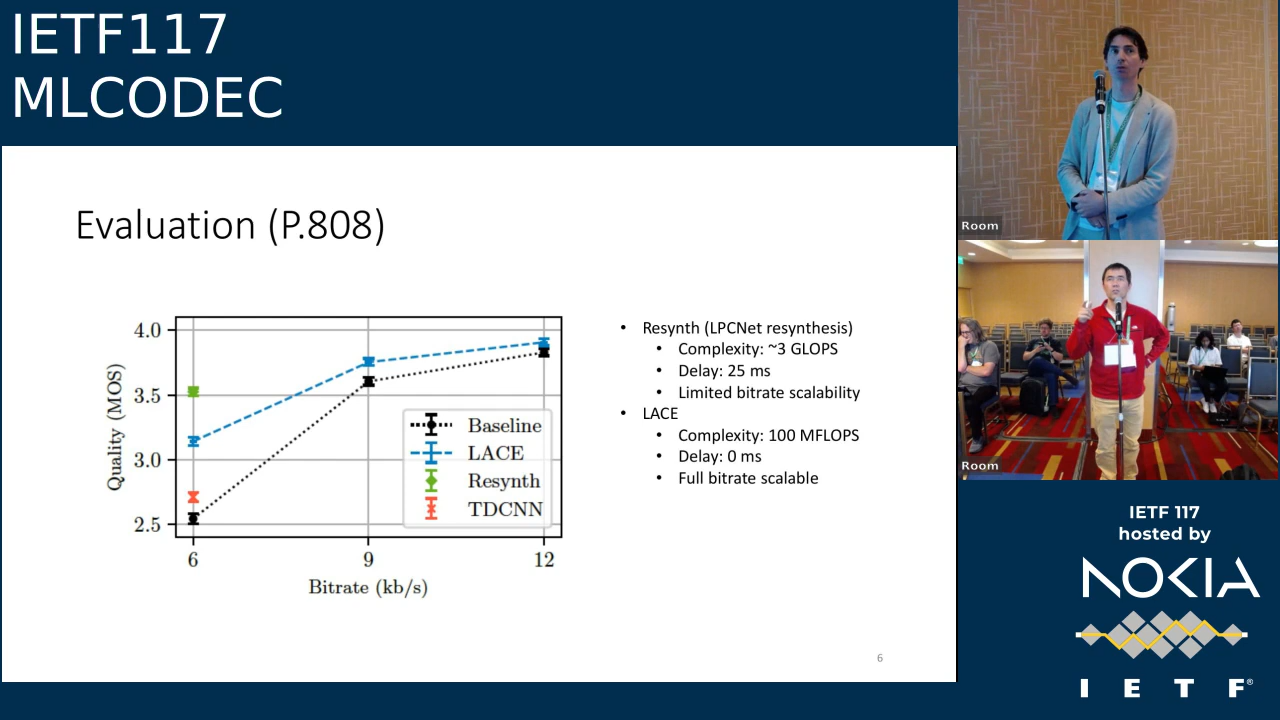 IETF117
MLCODEC
Evaluation (P.808)
4.0
3.5
3.0
2.5
Quality (MOS)
6
9
12
Bitrate (kb/s)
Baseline
LACE
Resynth
TDCNN
• Resynth (LPCNet resynthesis)
• Complexity: ~3 GLOPS
• Delay: 25 ms
• Limited bitrate scalability
• LACE
• Complexity: 100 MFLOPS
• Delay: 0 ms
• Full bitrate scalable
6
Room
Room
IETF 117
hosted by
NOKIA
I E T F®